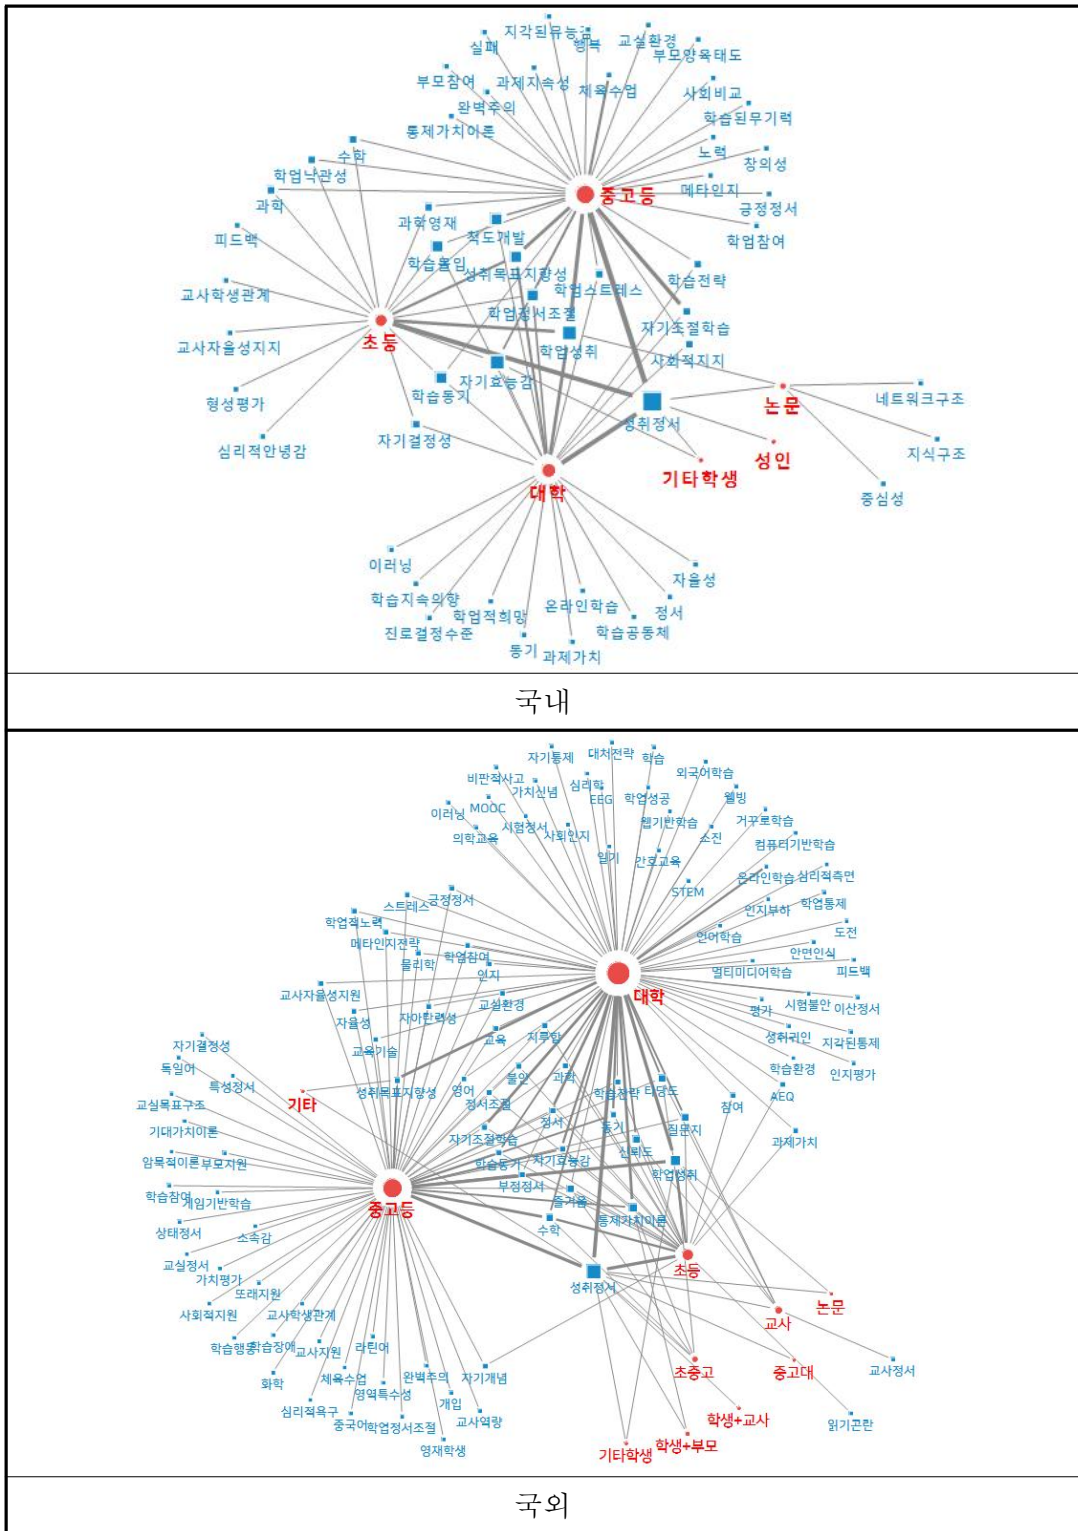 지각된유능감
행복
교실환경
실패
부모양육태도
부모참여
과제지속성
체육수업
사회비교
완벽주의
학습된무기력
통제가치이론
노력
수학
창의성
학업낙관성
메타인지
과학
중고등
긍정정서
과학영재
피드백
척도개발
학업참여
학습몰입
성취목표지향성
학습전략
교사학생관계
학업스트레스
학업정서조절
자기조절학습
초등
학업성취
교사자율성지지
사회적지지
자기효능감
학습동기
형성평가
논문
네트워크구조
성취정서
자기결정성
심리적안녕감
지식구조
성인
기타학생
대학
중심성
이러닝
자율성
학습지속의향
온라인학습
정서
학업적희망
진로결정수준
학습공동체
동기
과제가치
국내
자기통제
대처전략
학습
비판적사고
외국어학습
가치신념
심리학
EEG
학업성공
웰빙
이러닝
MOOC
시험정서
사회인지
웹기반학습
거꾸로학습
의학교육
소진
컴퓨터기반학습
일기
간호교육
STEM
온라인학습
심리적측면
긍정정서
스트레스
인지부하
학업통제
학업적노력
메타인지전략
언어학습
도전
물리학
학업참여
안면인식
인지
멀티미디어학습
피드백
교사자율성지원
교실환경
대학
평가
시험불안
이산정서
자율성
자아탄력성
교육
지루함
성취귀인
지각된통제
자기결정성
교육기술
독일어
학습환경
인지평가
특성정서
불안
과학
기타
성취목표지향성
영어
정서조절
학습전략
타당도
참여
AEQ
교실목표구조
정서
동기
질문지
기대가치이론
자기조절학습
신뢰도
과제가치
암묵적이론
부모지원
학습동기
자기효능감
학업성취
부정정서
학습참여
게임기반학습
중고등
즐거움
상태정서
소속감
수학
통제가치이론
교실정서
초등
가치평가
성취정서
또래지원
사회적지원
교사학생관계
논문
교사
학습행동
학습장애
교사지원
라틴어
초중고
중고대
교사정서
화학
체육수업
완벽주의
자기개념
영역특수성
개입
심리적욕구
중국어
학업정서조절
교사역량
학생+교사
읽기곤란
영재학생
기타학생
학생+부모
국외